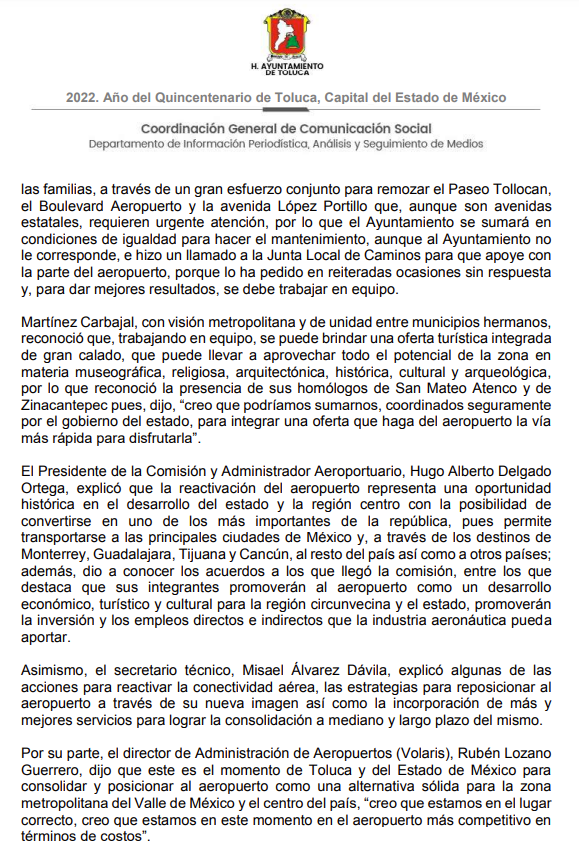 H. AYUNTAMIENTO
DE TOLUCA
2022. Año del Quincentenario de Toluca, Capital del Estado de México
Coordinación General de Comunicación Social
Departamento de Información Periodística, Análisis y Seguimiento de Medios
las familias, a través de un gran esfuerzo conjunto para remozar el Paseo Tollocan,
el Boulevard Aeropuerto y la avenida López Portillo que, aunque son avenidas
estatales, requieren urgente atención, por lo que el Ayuntamiento se sumará en
condiciones de igualdad para hacer el mantenimiento, aunque al Ayuntamiento no
le corresponde, e hizo un llamado a la Junta Local de Caminos para que apoye con
la parte del aeropuerto, porque lo ha pedido en reiteradas ocasiones sin respuesta
y, para dar mejores resultados, se debe trabajar en equipo.
Martínez Carbajal, con visión metropolitana y de unidad entre municipios hermanos,
reconoció que, trabajando en equipo, se puede brindar una oferta turística integrada
de gran calado, que puede llevar a aprovechar todo el potencial de la zona en
materia museográfica, religiosa, arquitectónica, histórica, cultural y arqueológica,
por lo que reconoció la presencia de sus homólogos de San Mateo Atenco y de
Zinacantepec pues, dijo, “creo que podríamos sumarnos, coordinados seguramente
por el gobierno del estado, para integrar una oferta que haga del aeropuerto la vía
más rápida para disfrutarla”.
El Presidente de la Comisión y Administrador Aeroportuario, Hugo Alberto Delgado
Ortega, explicó que la reactivación del aeropuerto representa una oportunidad
histórica en el desarrollo del estado y la región centro con la posibilidad de
convertirse en uno de los más importantes de la república, pues permite
transportarse a las principales ciudades de México y, a través de los destinos de
Monterrey, Guadalajara, Tijuana y Cancún, al resto del país así como a otros países;
además, dio a conocer los acuerdos a los que llegó la comisión, entre los que
destaca que sus integrantes promoverán al aeropuerto como un desarrollo
económico, turístico y cultural para la región circunvecina y el estado, promoverán
la inversión y los empleos directos e indirectos que la industria aeronáutica pueda
aportar.
Asimismo, el secretario técnico, Misael Álvarez Dávila, explicó algunas de las
acciones para reactivar la conectividad aérea, las estrategias para reposicionar al
aeropuerto a través de su nueva imagen así como la incorporación de más y
mejores servicios para lograr la consolidación a mediano y largo plazo del mismo.
Por su parte, el director de Administración de Aeropuertos (Volaris), Rubén Lozano
Guerrero, dijo que este es el momento de Toluca y del Estado de México para
consolidar y posicionar al aeropuerto como una alternativa sólida para la zona
metropolitana del Valle de México y el centro del país, “creo que estamos en el lugar
correcto, creo que estamos en este momento en el aeropuerto más competitivo en
términos de costos”.